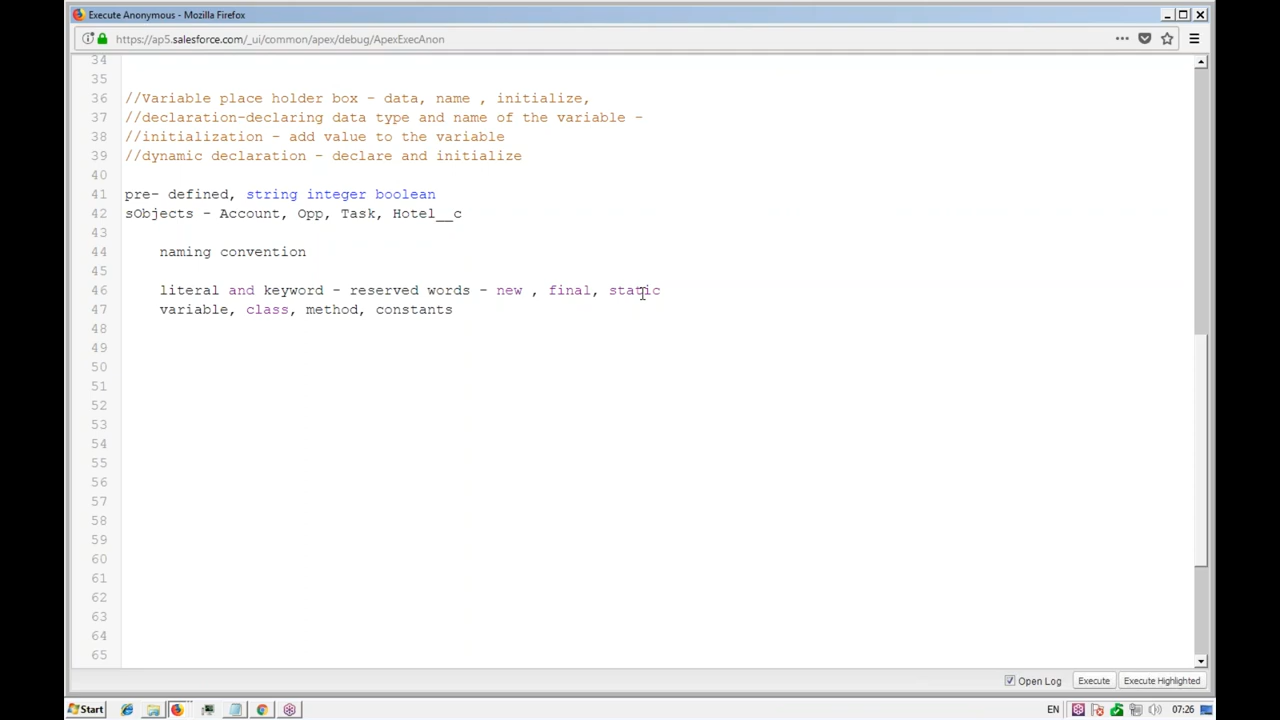 Execute Anonymous - Mozilla Firefox
https://ap5.salesforce.com/_ui/common/apex/debug/ApexExecAnon
34
35
36 //Variable place holder box - data, name , initialize,
37 //declaration-declaring data type and name of the variable -
38 //initialization - add value to the variable
39 //dynamic declaration - declare and initialize
40
41 pre- defined, string integer boolean
42 sObjects - Account, Opp, Task, Hotel__c
43
44 naming convention
45
46 literal and keyword - reserved words - new , final, static
47 variable, class, method, constants
48
49
50
51
52
53
54
55
56
57
58
59
60
61
62
63
64
65
Open Log Execute Execute Highlighted
Start EN 07:26